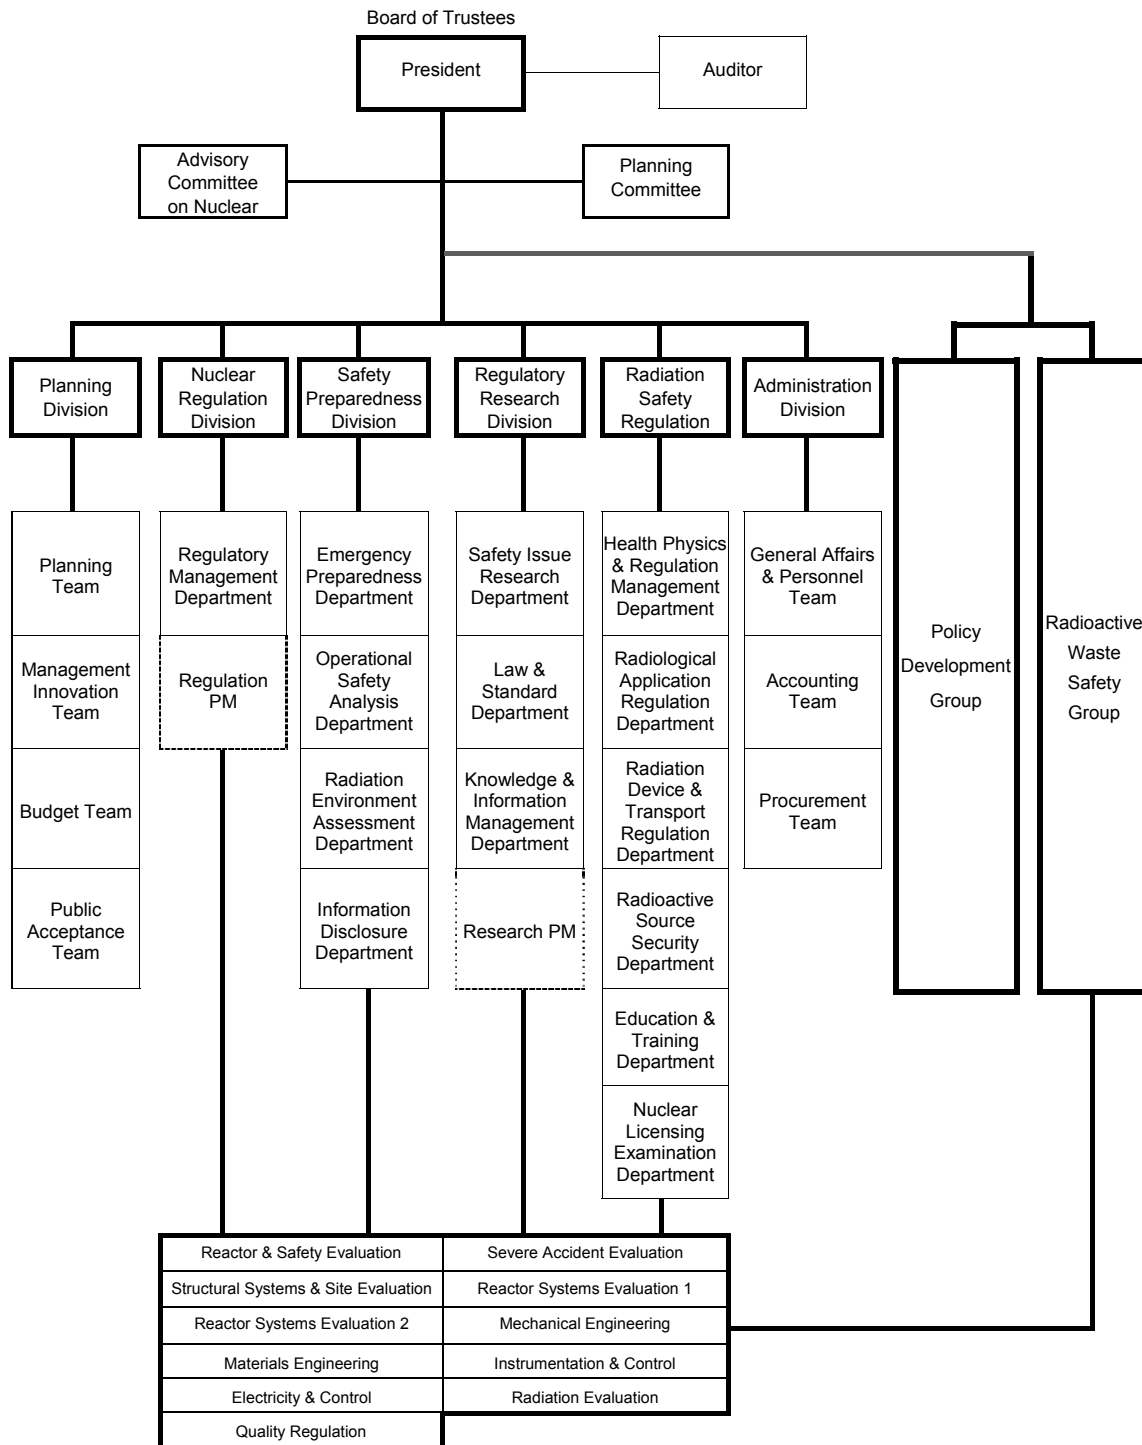 Board of Trustees
President
Auditor
Advisory
Committee
on Nuclear
Planning
Committee
Planning
Division
Nuclear
Regulation
Division
Safety
Preparedness
Division
Regulatory
Research
Division
Radiation
Safety
Regulation
Administration
Division
Planning
Team
Management
Innovation
Team
Budget Team
Public
Acceptance
Team
Regulatory
Management
Department
Regulation
PM
Emergency
Preparedness
Department
Operational
Safety
Analysis
Department
Radiation
Environment
Assessment
Department
Information
Disclosure
Department
Safety Issue
Research
Department
Law &
Standard
Department
Knowledge &
Information
Management
Department
Research PM
Health Physics
& Regulation
Management
Department
Radiological
Application
Regulation
Department
Radiation
Device &
Transport
Regulation
Department
Radioactive
Source
Security
Department
Education &
Training
Department
Nuclear
Licensing
Examination
Department
General Affairs
& Personnel
Team
Accounting
Team
Procurement
Team
Policy
Development
Group
Radioactive
Waste
Safety
Group
Reactor & Safety Evaluation
Severe Accident Evaluation
Structural Systems & Site Evaluation
Reactor Systems Evaluation 1
Reactor Systems Evaluation 2
Mechanical Engineering
Materials Engineering
Instrumentation & Control
Electricity & Control
Radiation Evaluation
Quality Regulation